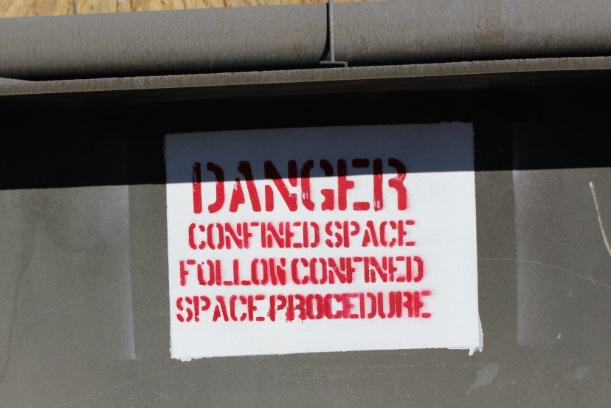 DANGER
CONFINED SPACE
FOLLOW CONFINED
SPACE PROCEDURE